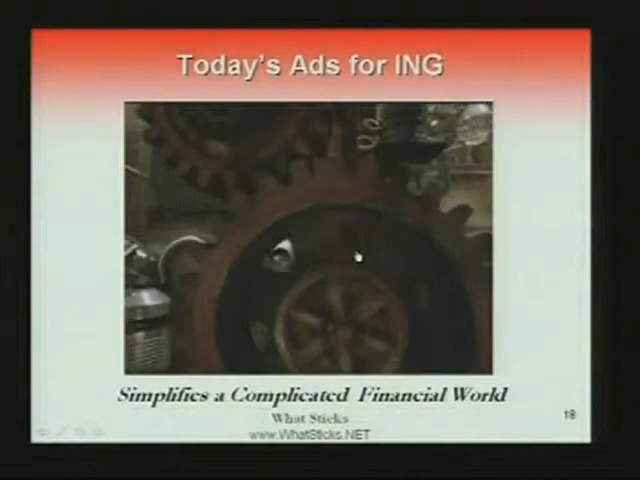 Today's Ads for ING
Simplifies a Complicated Financial World
What Sticks
18
www.WhatSticks.NET